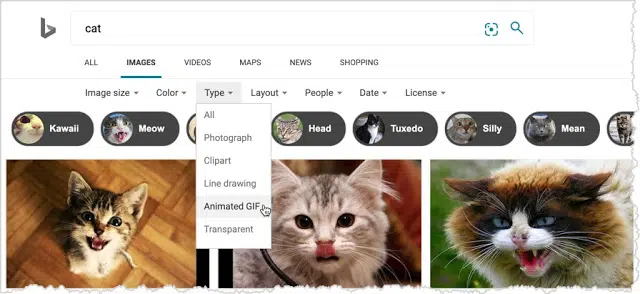 cat
ALL IMAGES VIDEOS MAPS NEWS SHOPPING
Image size Color Type Layout People Date License
All
Photograph
Clipart
Line drawing
Animated GIF
Transparent
Kawaii Meow Head Tuxedo Silly Mean